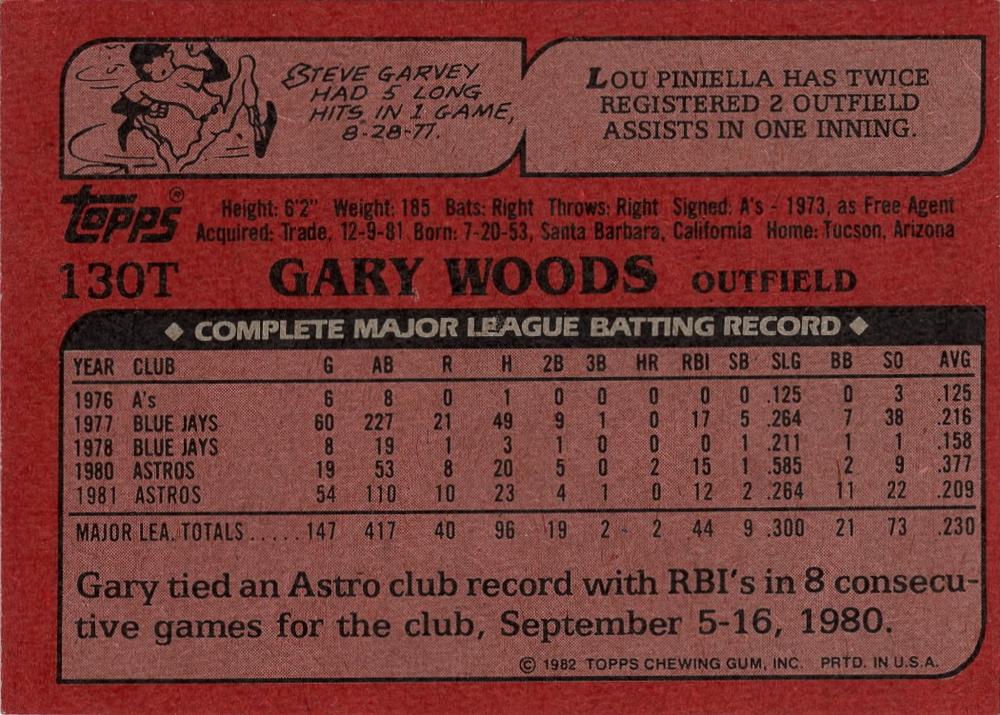 STEVE GARVEY
HAD 5 LONG
HITS IN 1 GAME,
8-28-77.
LOU PINIELLA HAS TWICE
REGISTERED 2 OUTFIELD
ASSISTS IN ONE INNING.
TOPPS®
Height: 6'2" Weight: 185 Bats: Right Throws: Right Signed: A's - 1973, as Free Agent
Acquired: Trade, 12-9-81 Born: 7-20-53, Santa Barbara, California Home: Tucson, Arizona
130T GARY WOODS OUTFIELD
◆ COMPLETE MAJOR LEAGUE BATTING RECORD ◆
YEAR CLUB G AB R H 2B 3B HR RBI SB SLG BB SO AVG
1976 A's 6 8 0 1 0 0 0 0 0 .125 0 3 .125
1977 BLUE JAYS 60 227 21 49 9 1 0 17 5 .264 7 38 .216
1978 BLUE JAYS 8 19 1 3 1 0 0 0 1 .211 1 1 .158
1980 ASTROS 19 53 8 20 5 0 2 15 1 .585 2 9 .377
1981 ASTROS 54 110 10 23 4 1 0 12 2 .264 11 22 .209
MAJOR LEA. TOTALS.....147 417 40 96 19 2 2 44 9 .300 21 73 .230
Gary tied an Astro club record with RBI's in 8 consecu-
tive games for the club, September 5-16, 1980.
© 1982 TOPPS CHEWING GUM, INC. PRTD. IN U.S.A.